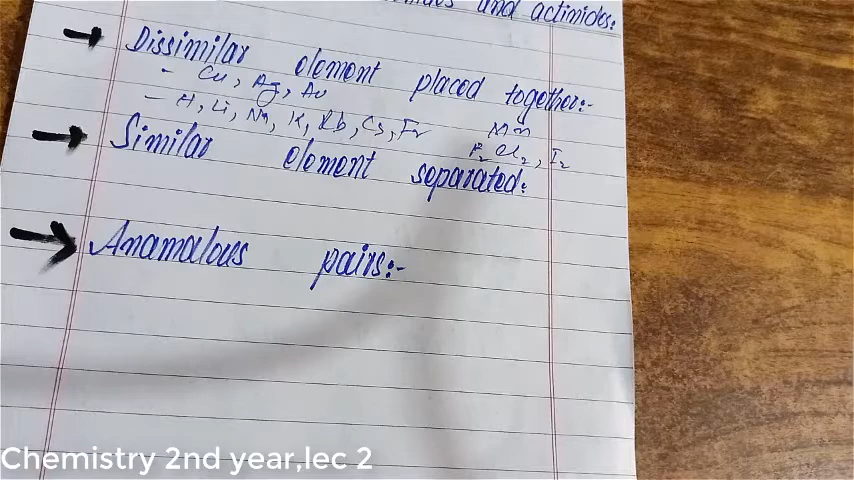 and actinides:
→ Dissimilar element placed together:-
- Cu, Ag, Au
- H, Li, Na, K, Rb, Cs, Fr Mn
F₂ Cl₂, I₂
→ Similar element separated:
→ Anamalous pairs:-
Chemistry 2nd year,lec 2